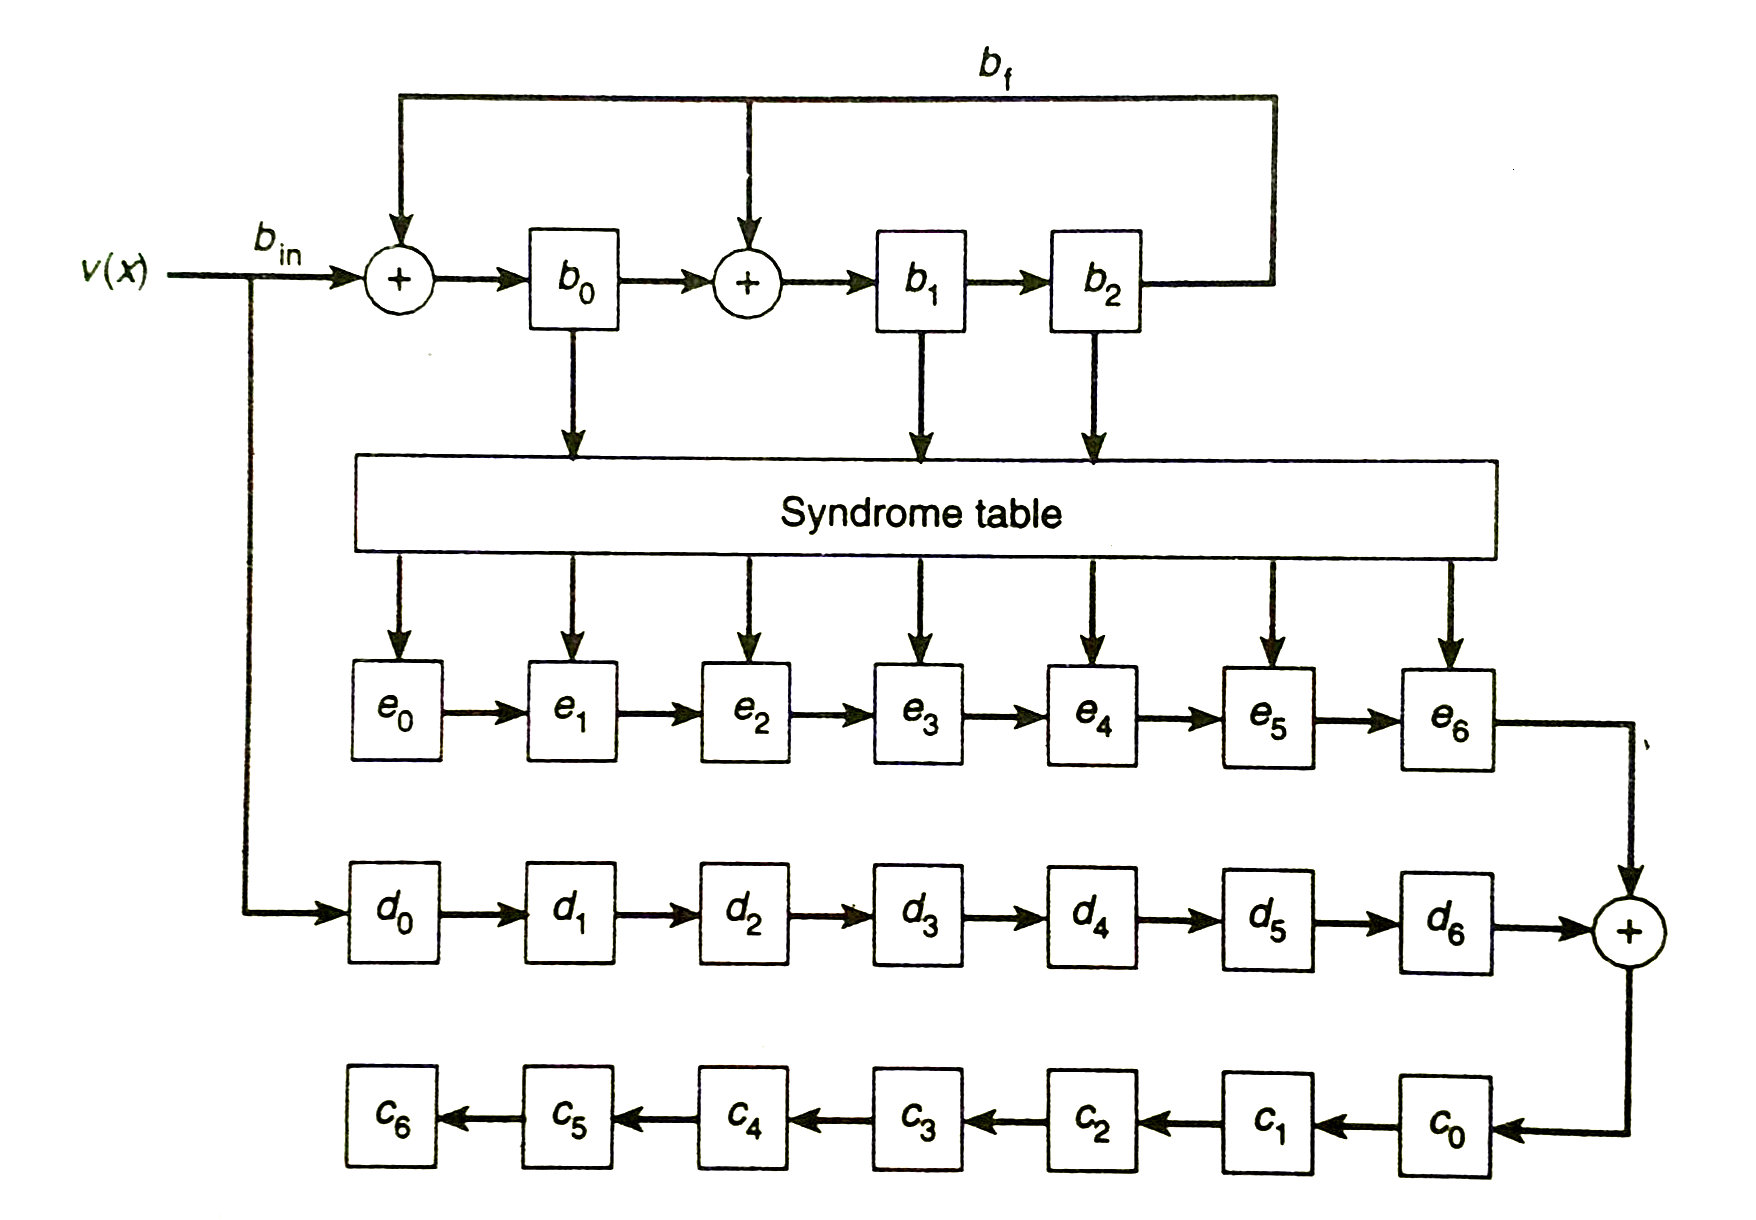 b_f
v(x) b_in + b_0 + b_1 b_2
Syndrome table
e_0 e_1 e_2 e_3 e_4 e_5 e_6
d_0 d_1 d_2 d_3 d_4 d_5 d_6 +
c_6 c_5 c_4 c_3 c_2 c_1 c_0